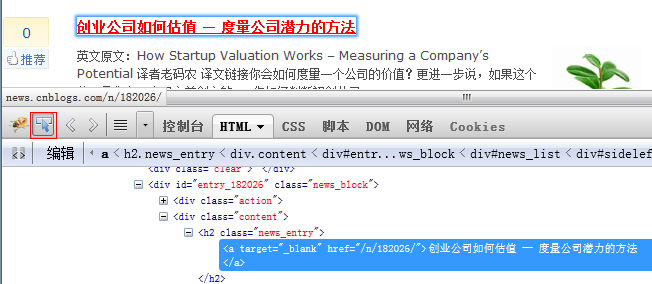 创业公司如何估值 — 度量公司潜力的方法
0
英文原文：How Startup Valuation Works – Measuring a Company’s
推荐
Potential 译者老码农 译文链接你会如何度量一个公司的价值？更进一步说，如果这个
news.cnblogs.com/n/182026/
控制台 HTML CSS 脚本 DOM 网络 Cookies
编辑 a < h2.news_entry < div.content < div#entr...ws_block < div#news_list < div#sidelef
<div class="clear"> </div>
<div id="entry_182026" class="news_block">
<div class="action">
<div class="content">
<h2 class="news_entry">
<a target="_blank" href="/n/182026/">创业公司如何估值 — 度量公司潜力的方法
</a>
</h2>